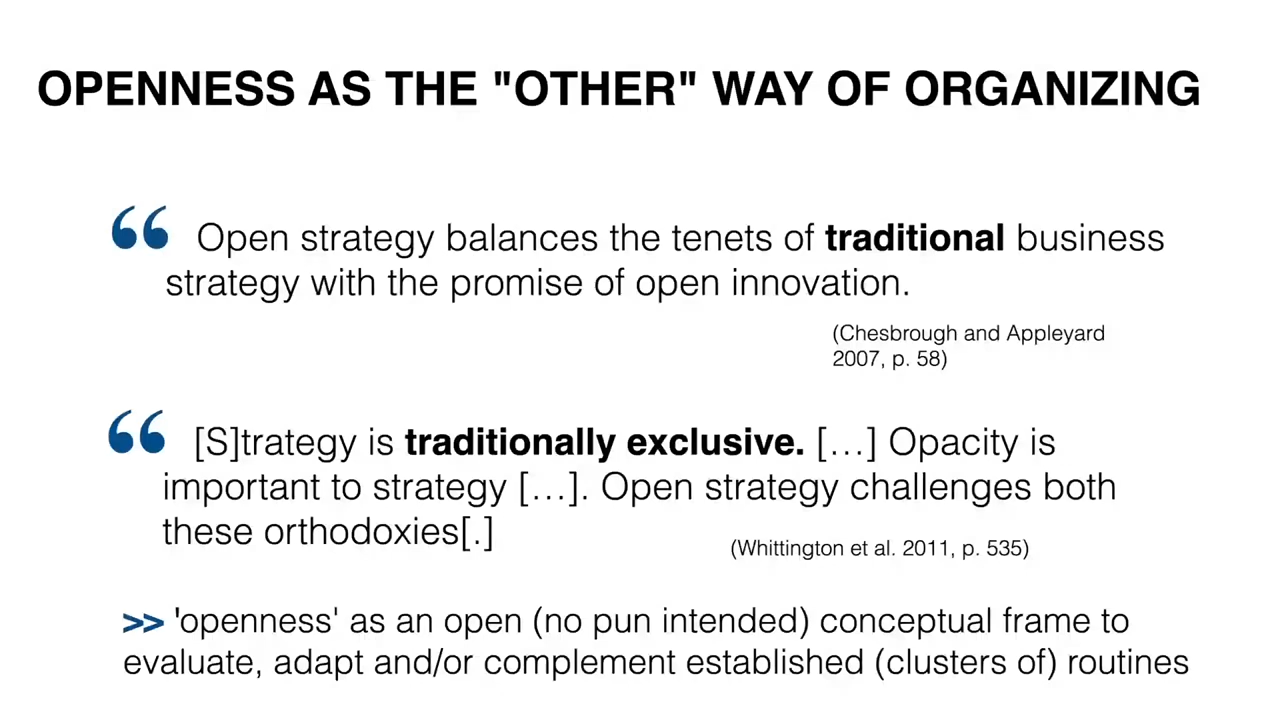 OPENNESS AS THE "OTHER" WAY OF ORGANIZING
“ Open strategy balances the tenets of traditional business
strategy with the promise of open innovation.
(Chesbrough and Appleyard
2007, p. 58)
“ [S]trategy is traditionally exclusive. […] Opacity is
important to strategy […]. Open strategy challenges both
these orthodoxies[.]
(Whittington et al. 2011, p. 535)
>> 'openness' as an open (no pun intended) conceptual frame to
evaluate, adapt and/or complement established (clusters of) routines